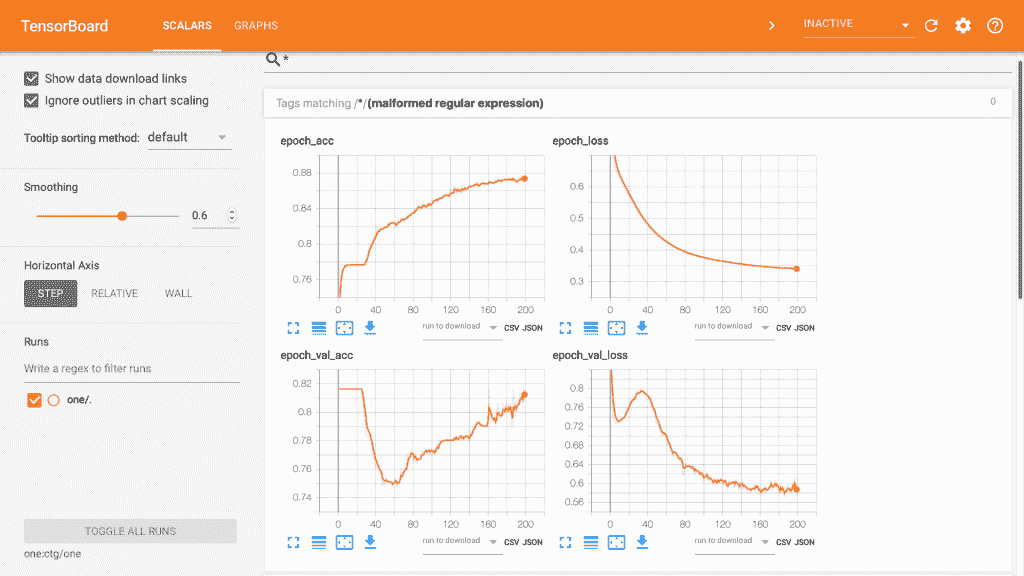 TensorBoard SCALARS GRAPHS INACTIVE
Show data download links
Ignore outliers in chart scaling
Tooltip sorting method: default
Smoothing
0.6
Horizontal Axis
STEP RELATIVE WALL
Runs
Write a regex to filter runs
one/.
TOGGLE ALL RUNS
one:ctg/one
*
Tags matching /*/(malformed regular expression) 0
epoch_acc
0.88
0.84
0.8
0.76
0 40 80 120 160 200
run to download CSV JSON
epoch_loss
0.6
0.5
0.4
0.3
0 40 80 120 160 200
run to download CSV JSON
epoch_val_acc
0.82
0.8
0.78
0.76
0.74
0 40 80 120 160 200
run to download CSV JSON
epoch_val_loss
0.8
0.76
0.72
0.68
0.64
0.6
0.56
0 40 80 120 160 200
run to download CSV JSON